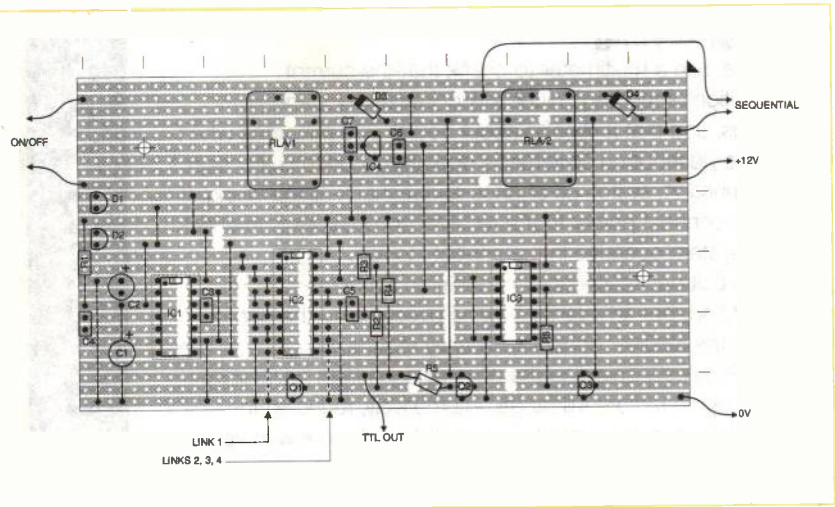 D3
D4
SEQUENTIAL
C7
C6
ON/OFF
RLA/1
RLA/2
IC4
+12V
D1
D2
R1
R3
C2
IC1
C3
IC2
C5
R4
IC3
R2
R6
C4
C1
R5
Q1
Q2
Q3
0V
LINK 1
TTL OUT
LINKS 2, 3, 4